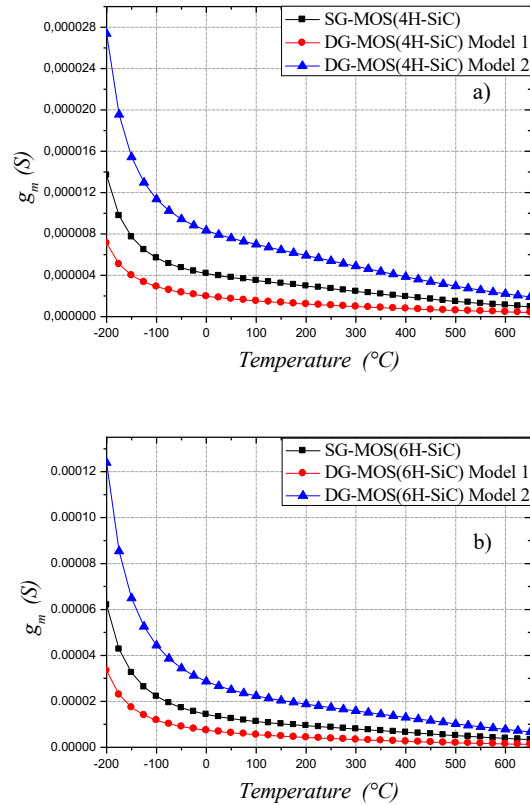 SG-MOS(4H-SiC)
DG-MOS(4H-SiC) Model 1
DG-MOS(4H-SiC) Model 2
a)
0,000028
0,000024
0,000020
0,000016
0,000012
0,000008
0,000004
0,000000
g_m (S)
-200 -100 0 100 200 300 400 500 600
Temperature (°C)
SG-MOS(6H-SiC)
DG-MOS(6H-SiC) Model 1
DG-MOS(6H-SiC) Model 2
b)
0.00012
0.00010
0.00008
0.00006
0.00004
0.00002
0.00000
g_m (S)
-200 -100 0 100 200 300 400 500 600
Temperature (°C)